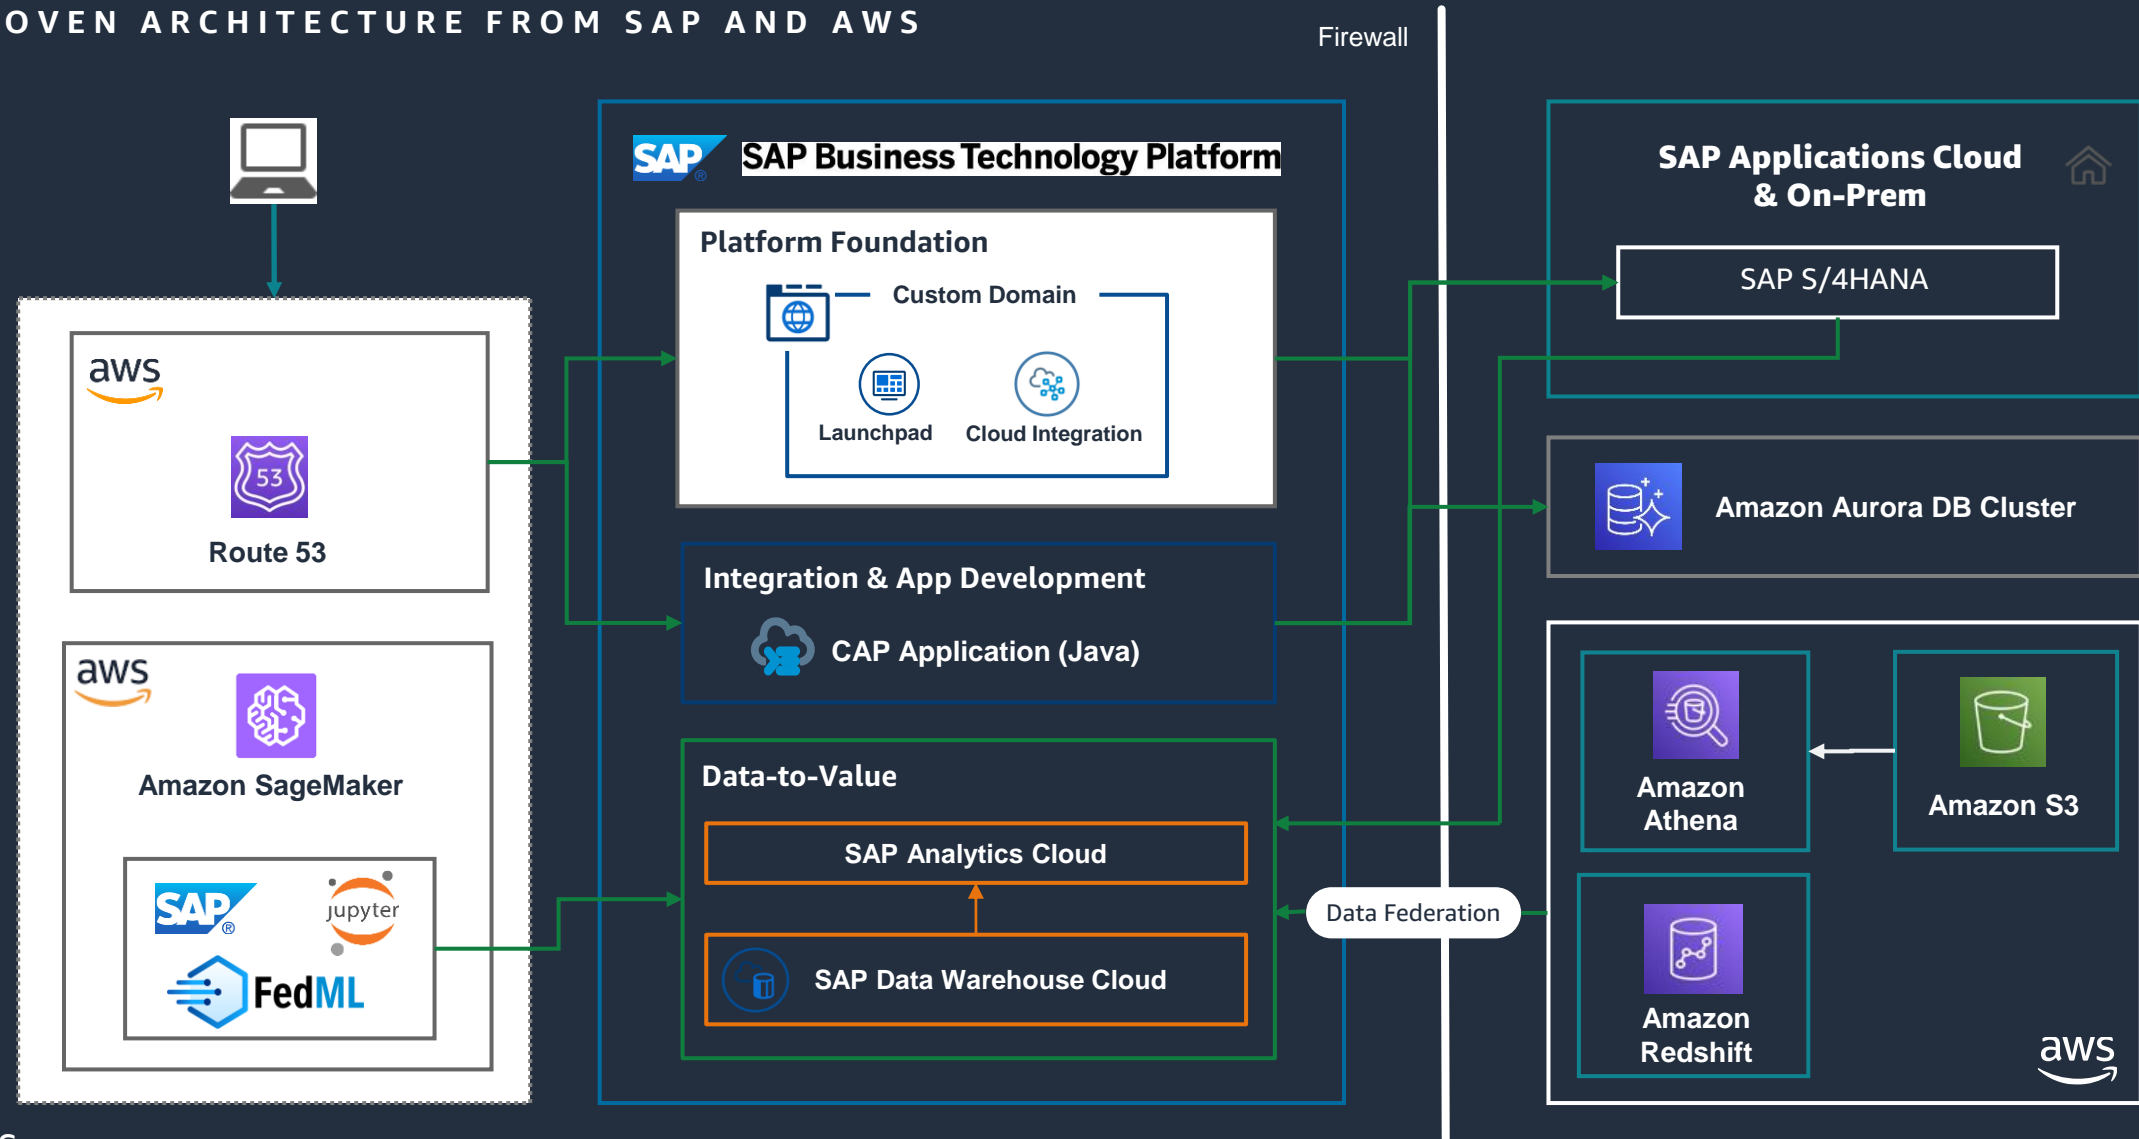 OVEN ARCHITECTURE FROM SAP AND AWS
Firewall
SAP ®
SAP Business Technology Platform
Platform Foundation
Custom Domain
Launchpad
Cloud Integration
Integration & App Development
CAP Application (Java)
Data-to-Value
SAP Analytics Cloud
SAP Data Warehouse Cloud
aws
53
Route 53
aws
Amazon SageMaker
SAP ®
jupyter
FedML
SAP Applications Cloud
& On-Prem
SAP S/4HANA
Amazon Aurora DB Cluster
Data Federation
Amazon
Athena
Amazon S3
Amazon
Redshift
aws